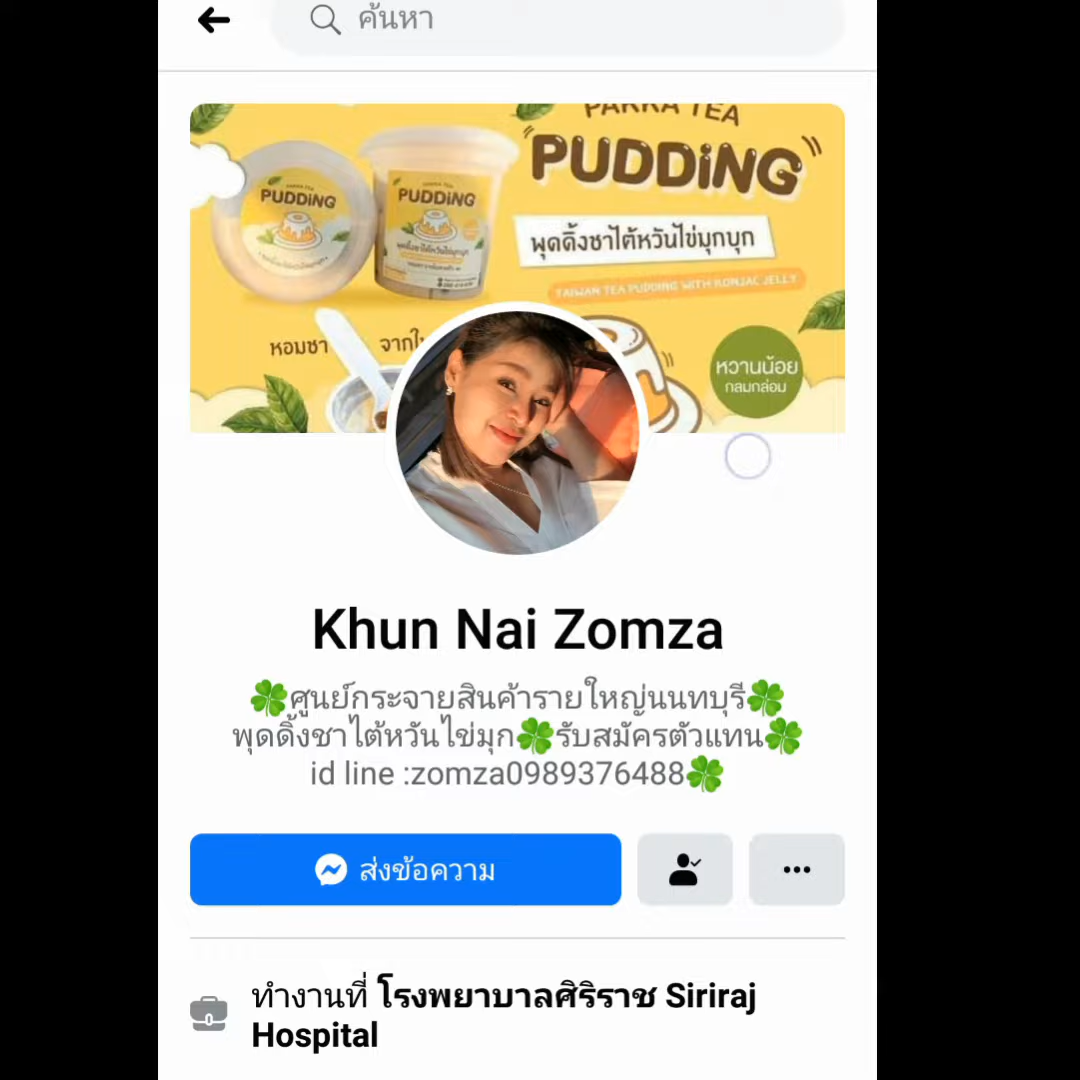 ค้นหา
PAKKA TEA
PUDDiNG
PUDDiNG
PUDDiNG
พุดดิ้งชาไต้หวันไข่มุกบุก
TAIWAN TEA PUDDING WITH KONJAC JELLY
หอมชา
หวานน้อย
กลมกล่อม
Khun Nai Zomza
🍀ศูนย์กระจายสินค้ารายใหญ่นนทบุรี🍀
พุดดิ้งชาไต้หวันไข่มุก🍀รับสมัครตัวแทน🍀
id line :zomza0989376488🍀
ส่งข้อความ
ทำงานที่ โรงพยาบาลศิริราช Siriraj
Hospital